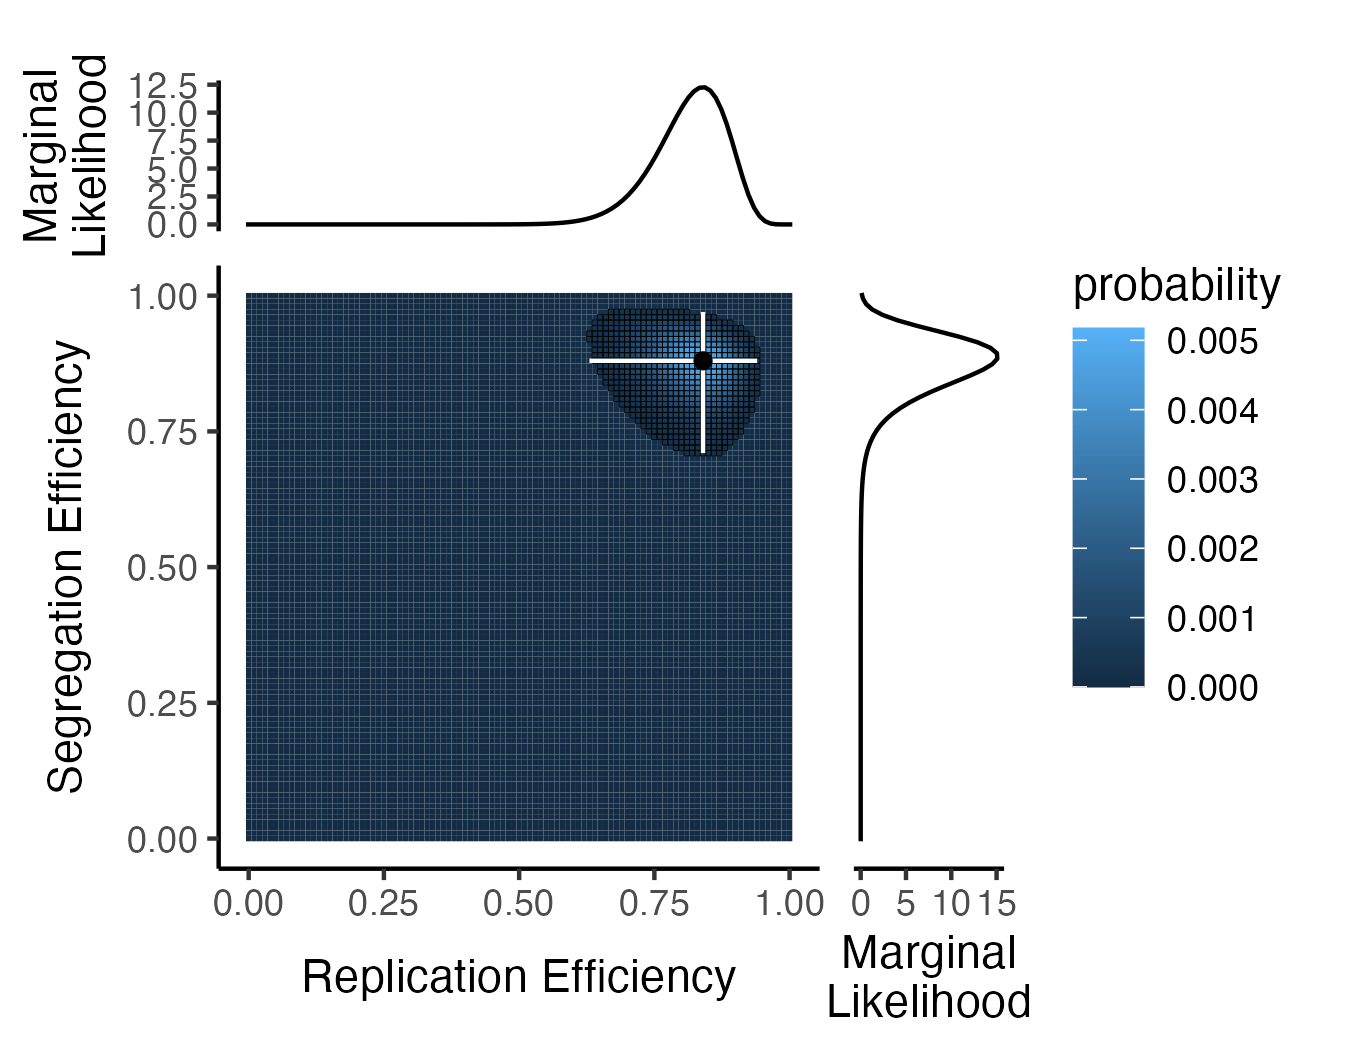 Marginal
Likelihood
12.5
10.0
7.5
5.0
2.5
0.0
Segregation Efficiency
1.00
0.75
0.50
0.25
0.00
0.00 0.25 0.50 0.75 1.00
Replication Efficiency
0 5 10 15
Marginal
Likelihood
probability
0.005
0.004
0.003
0.002
0.001
0.000